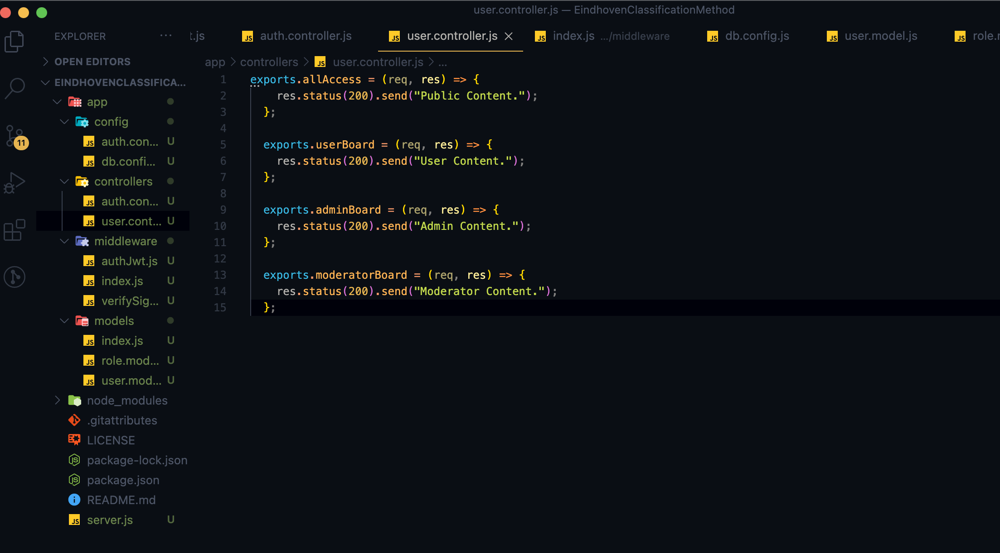 user.controller.js — EindhovenClassificationMethod
EXPLORER ··· t.js auth.controller.js user.controller.js index.js .../middleware db.config.js user.model.js role.r
OPEN EDITORS
app > controllers > user.controller.js > ...
EINDHOVENCLASSIFICA...
app
config
auth.con... U
db.confi... U
controllers
auth.con... U
user.cont... U
middleware
authJwt.js U
index.js U
verifySig... U
models
index.js U
role.mod... U
user.mod... U
node_modules
.gitattributes
LICENSE
package-lock.json
package.json
README.md
server.js U
11
1 exports.allAccess = (req, res) => {
2 res.status(200).send("Public Content.");
3 };
4
5 exports.userBoard = (req, res) => {
6 res.status(200).send("User Content.");
7 };
8
9 exports.adminBoard = (req, res) => {
10 res.status(200).send("Admin Content.");
11 };
12
13 exports.moderatorBoard = (req, res) => {
14 res.status(200).send("Moderator Content.");
15 };